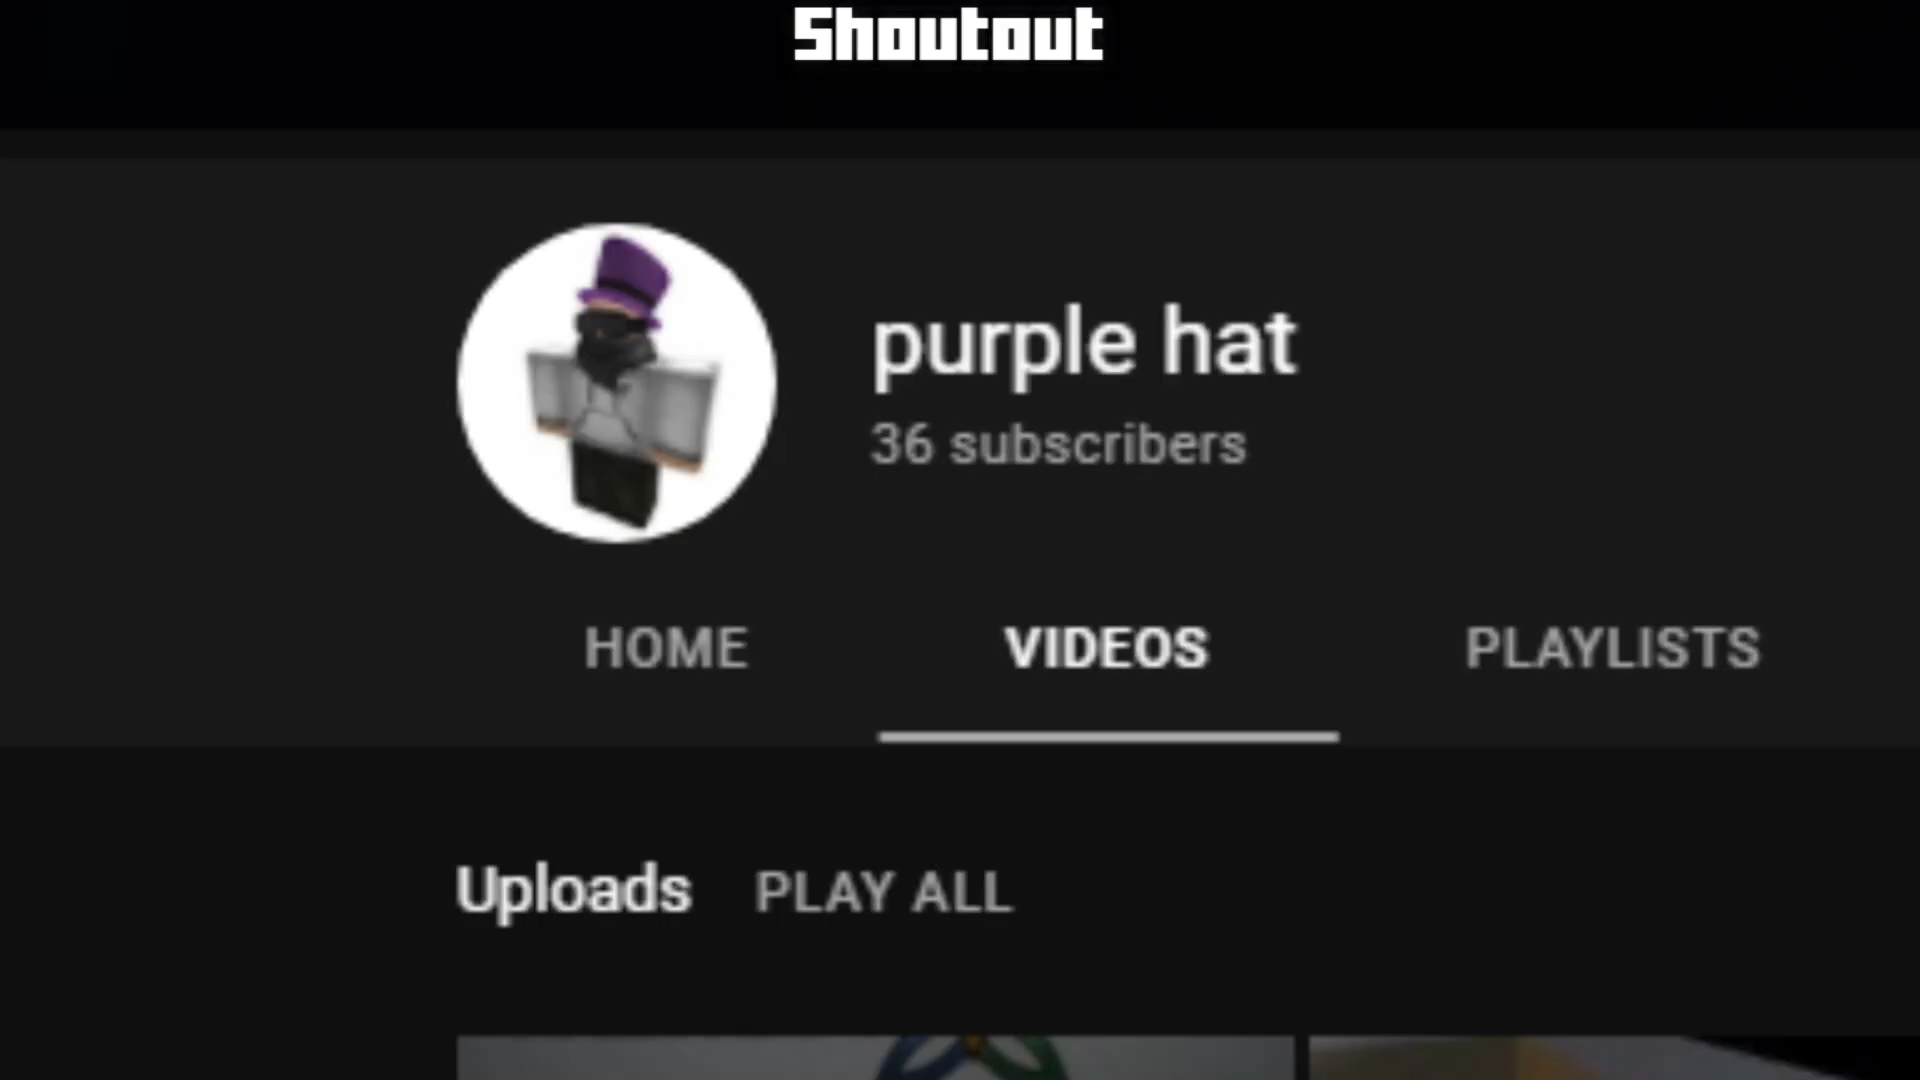 Shoutout
purple hat
36 subscribers
HOME VIDEOS PLAYLISTS
Uploads PLAY ALL